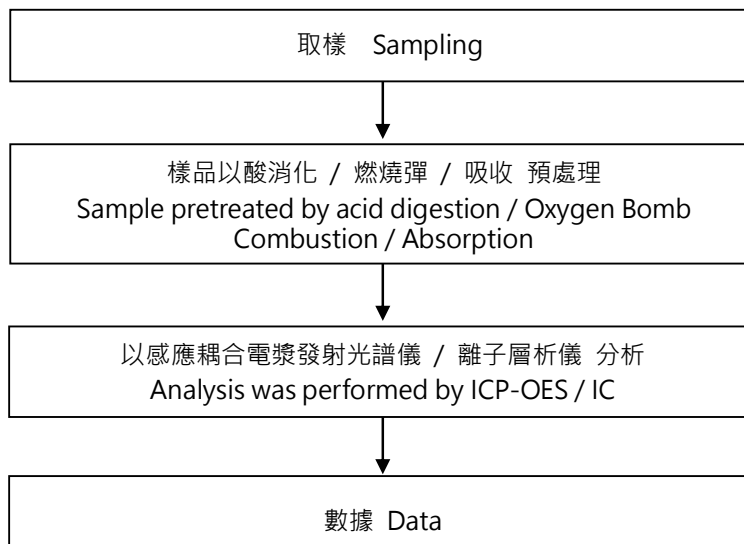 取樣 Sampling
樣品以酸消化 / 燃燒彈 / 吸收 預處理
Sample pretreated by acid digestion / Oxygen Bomb
Combustion / Absorption
以感應耦合電漿發射光譜儀 / 離子層析儀 分析
Analysis was performed by ICP-OES / IC
數據 Data